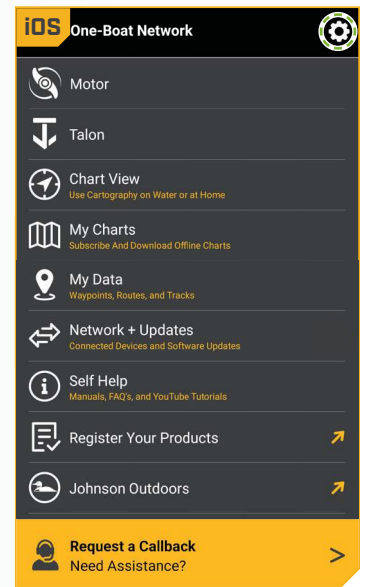 iOS
One-Boat Network
Motor
Talon
Chart View
Use Cartography on Water or at Home
My Charts
Subscribe And Download Offline Charts
My Data
Waypoints, Routes, and Tracks
Network + Updates
Connected Devices and Software Updates
Self Help
Manuals, FAQ's, and YouTube Tutorials
Register Your Products
Johnson Outdoors
Request a Callback
Need Assistance?